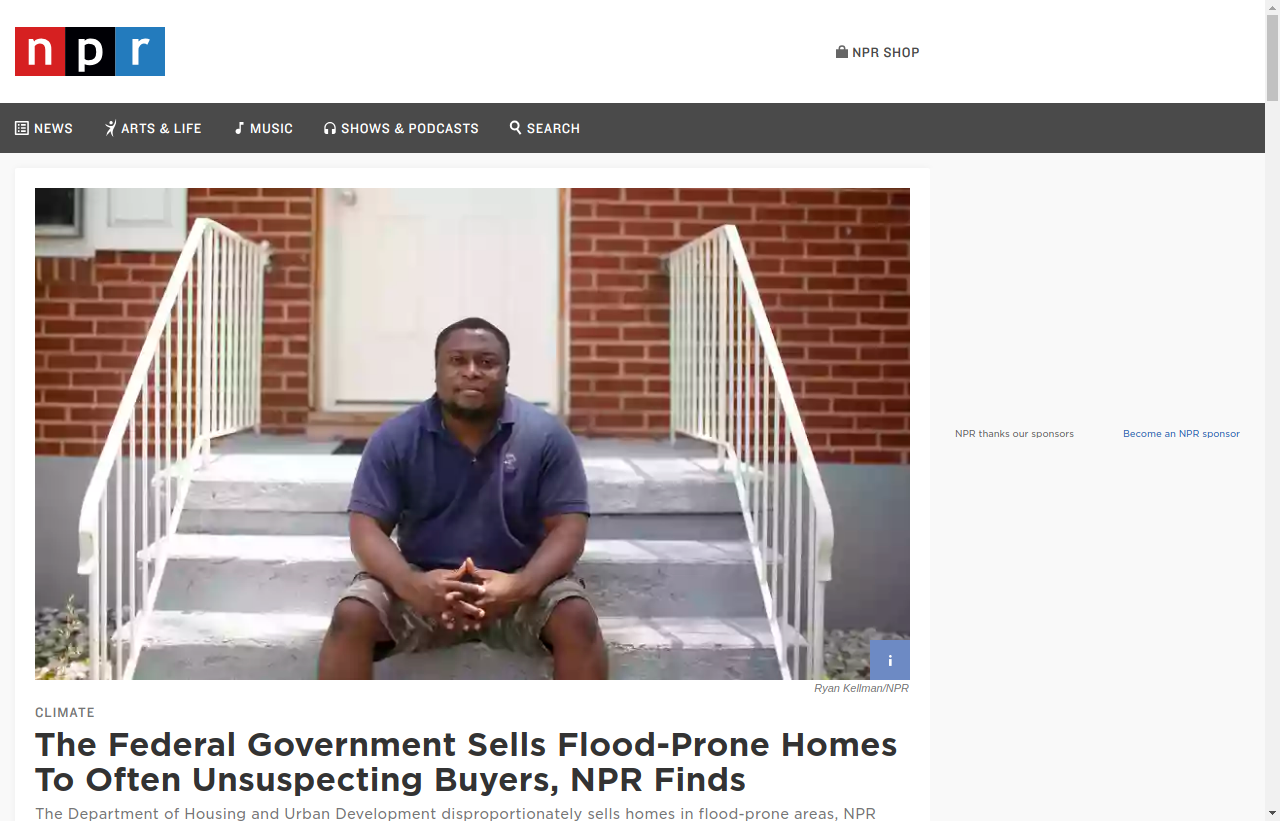 npr
NPR SHOP
NEWS
ARTS & LIFE
MUSIC
SHOWS & PODCASTS
SEARCH
NPR thanks our sponsors
Become an NPR sponsor
i
Ryan Kellman/NPR
CLIMATE
The Federal Government Sells Flood-Prone Homes
To Often Unsuspecting Buyers, NPR Finds
The Department of Housing and Urban Development disproportionately sells homes in flood-prone areas, NPR